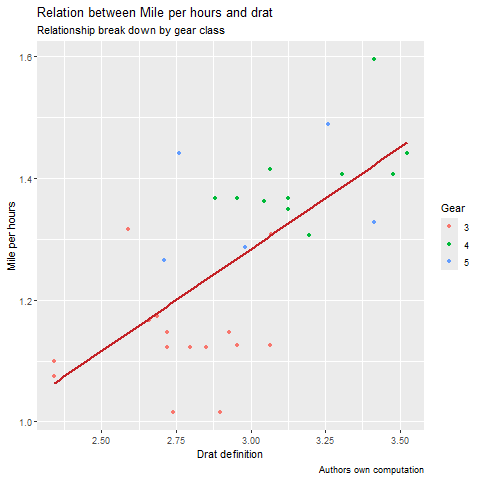 Relation between Mile per hours and drat
Relationship break down by gear class
1.6
1.4
1.2
1.0
Mile per hours
2.50 2.75 3.00 3.25 3.50
Drat definition
Gear
3
4
5
Authors own computation